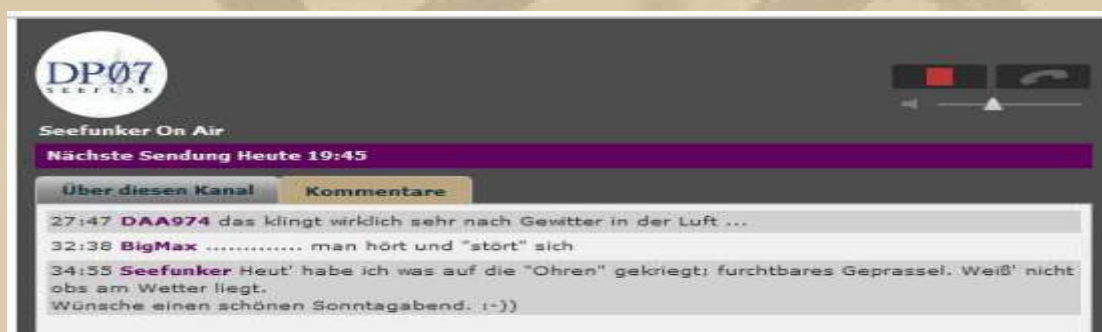 DP07
SEEFUNK
Seefunker On Air
Nächste Sendung Heute 19:45
Über diesen Kanal Kommentare
27:47 DAA974 das klingt wirklich sehr nach Gewitter in der Luft ...
32:38 BigMax ............. man hört und "stört" sich
34:55 Seefunker Heut' habe ich was auf die "Ohren" gekriegt; furchtbares Geprassel. Weiß' nicht
obs am Wetter liegt.
Wünsche einen schönen Sonntagabend. :-))